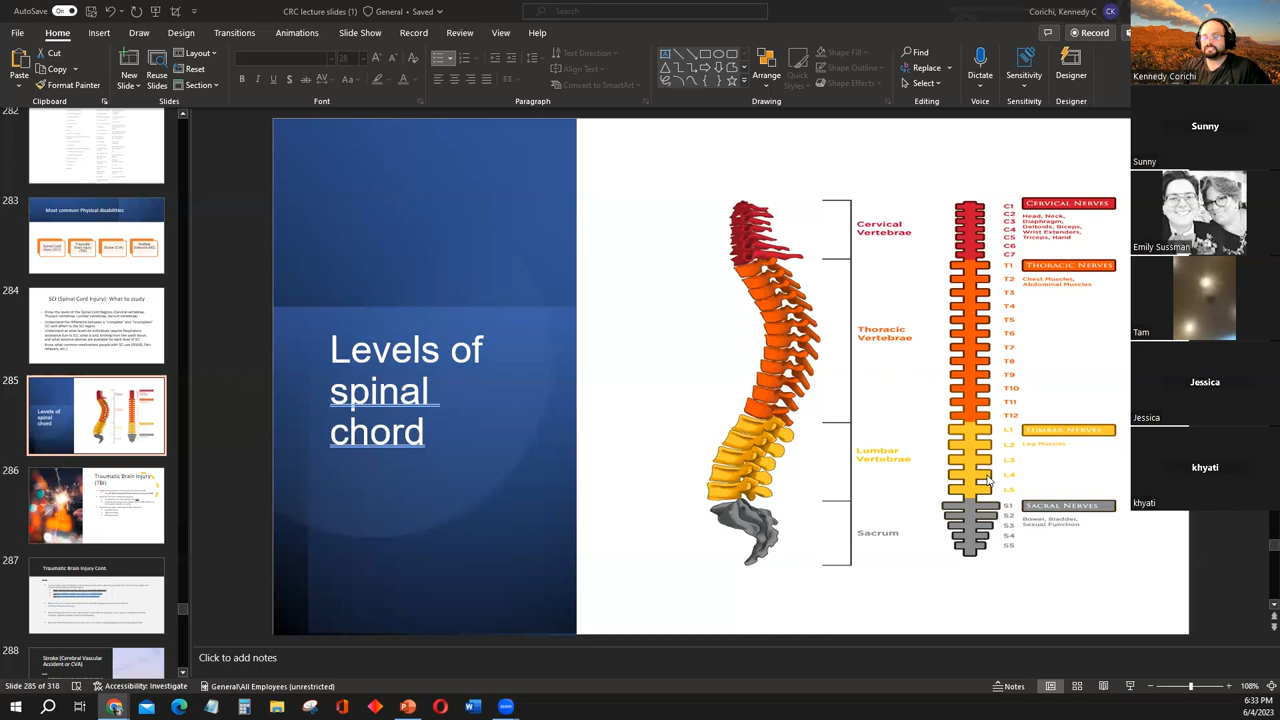 AutoSave On CRC lecture slides (1) General • Saved Search Corichi, Kennedy C CK
File Home Insert Draw Design Transitions Animations View Help Record
Cut Copy Format Painter Paste Clipboard
New Slide Reuse Slides Layout Reset Section Slides
Font
Text Direction Align Text Convert to SmartArt Paragraph
Arrange Quick Styles Shape Fill Shape Outline Shape Effects Drawing
Find Replace Select Editing
Dictate Sensitivity Designer
Kennedy Corichi
Sunny
Sunny
Emily Sussman
Tam
Jessica
Jessica
khyati
khyati
283
Most common Physical disabilities
284
SCI (Spinal Cord Injury): What to study
285
Levels of
spinal
chord
286
Traumatic Brain Injury
(TBI)
287
Traumatic Brain Injury Cont.
288
Stroke (Cerebral Vascular
Accident or CVA)
Levels of
spinal
chord
Cervical
Vertebrae
Thoracic
Vertebrae
Lumbar
Vertebrae
Sacrum
C1
C2
C3
C4
C5
C6
C7
T1
T2
T3
T4
T5
T6
T7
T8
T9
T10
T11
T12
L1
L2
L3
L4
L5
S1
S2
S3
S4
S5
CERVICAL NERVES
Head, Neck,
Diaphragm,
Deltoids, Biceps,
Wrist Extenders,
Triceps, Hand
THORACIC NERVES
Chest Muscles,
Abdominal Muscles
LUMBAR NERVES
Leg Muscles
SACRAL NERVES
Bowel, Bladder,
Sexual Function
Click to add notes
Slide 285 of 318 Accessibility: Investigate General\All Employees (unrestricted) Notes 108%
6:33 PM
6/4/2023